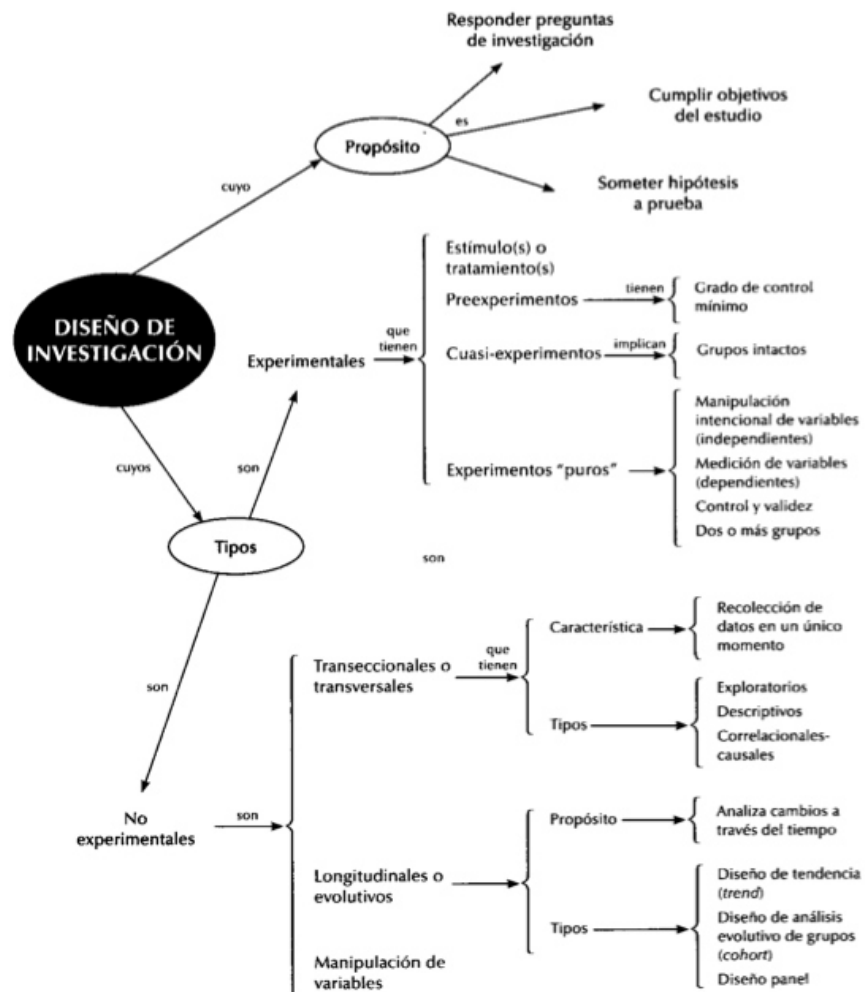 Responder preguntas
de investigación
Cumplir objetivos
del estudio
es
Propósito
cuyo
Someter hipótesis
a prueba
Estímulo(s) o
tratamiento(s)
Preexperimentos
tienen
Grado de control
mínimo
DISEÑO DE
INVESTIGACIÓN
Experimentales
que
tienen
Cuasi-experimentos
implican
Grupos intactos
Manipulación
intencional de variables
(independientes)
Experimentos "puros"
Medición de variables
(dependientes)
Control y validez
Dos o más grupos
cuyos
son
Tipos
son
Característica
Recolección de
datos en un único
momento
Transeccionales o
transversales
que
tienen
son
Tipos
Exploratorios
Descriptivos
Correlacionales-
causales
No
experimentales
son
Propósito
Analiza cambios a
través del tiempo
Longitudinales o
evolutivos
Tipos
Diseño de tendencia
(trend)
Diseño de análisis
evolutivo de grupos
(cohort)
Diseño panel
Manipulación de
variables